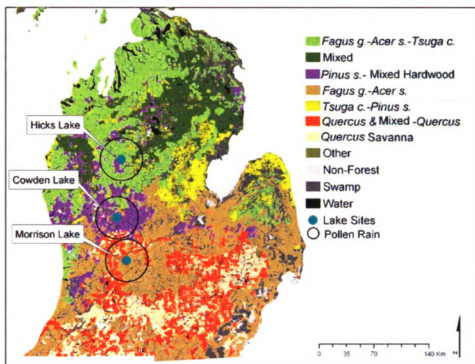 Hicks Lake
Cowden Lake
Morrison Lake
Fagus g.-Acer s.-Tsuga c.
Mixed
Pinus s.- Mixed Hardwood
Fagus g.-Acer s.
Tsuga c.-Pinus s.
Quercus & Mixed -Quercus
Quercus Savanna
Other
Non-Forest
Swamp
Water
Lake Sites
Pollen Rain
0 35 70 140 Km